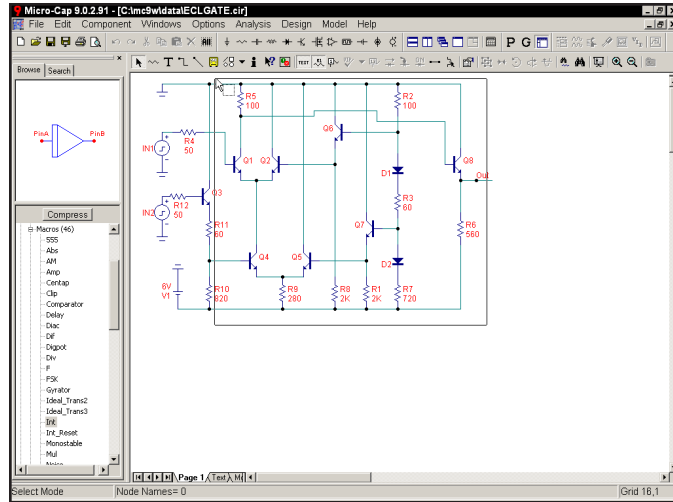 Micro-Cap 9.0.2.91 - [C:\mc9w\data\ECLGATE.cir]
File Edit Component Windows Options Analysis Design Model Help
TEXT
P G
Browse Search
PinA PinB
Compress
Macros (46)
555
Abs
AM
Amp
Centap
Clip
Comparator
Delay
Diac
Dif
Digpot
Div
F
FSK
Gyrator
Ideal_Trans2
Ideal_Trans3
Int
Int_Reset
Monostable
Mul
Noise
R5
100
R2
100
Q6
IN1
R4
50
Q1 Q2
Q8
D1
Out
IN2
R12
50
Q3
R3
60
R11
60
Q7
R6
560
Q4 Q5
D2
6V
V1
R10
820
R9
280
R8
2K
R1
2K
R7
720
Page 1 Text
Select Mode
Node Names= 0
Grid 16,1